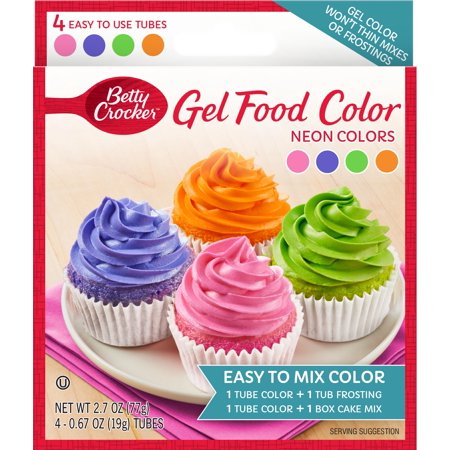 4 EASY TO USE TUBES
GEL COLOR
WON'T THIN MIXES
OR FROSTINGS
Betty
Crocker™
Gel Food Color
NEON COLORS
EASY TO MIX COLOR
1 TUBE COLOR + 1 TUB FROSTING
1 TUBE COLOR + 1 BOX CAKE MIX
U
NET WT 2.7 OZ (77g)
4 - 0.67 OZ (19g) TUBES
SERVING SUGGESTION